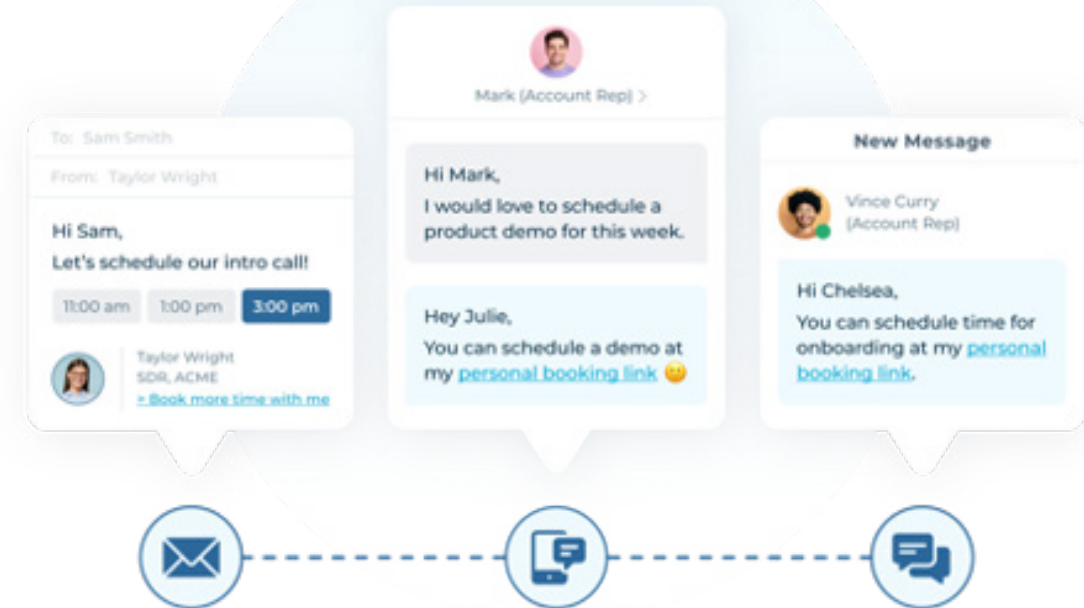 To: Sam Smith
From: Taylor Wright
Hi Sam,
Let's schedule our intro call!
11:00 am
1:00 pm
3:00 pm
Taylor Wright
SDR, ACME
> Book more time with me
Mark (Account Rep) >
Hi Mark,
I would love to schedule a
product demo for this week.
Hey Julie,
You can schedule a demo at
my personal booking link 🙂
New Message
Vince Curry
(Account Rep)
Hi Chelsea,
You can schedule time for
onboarding at my personal
booking link.